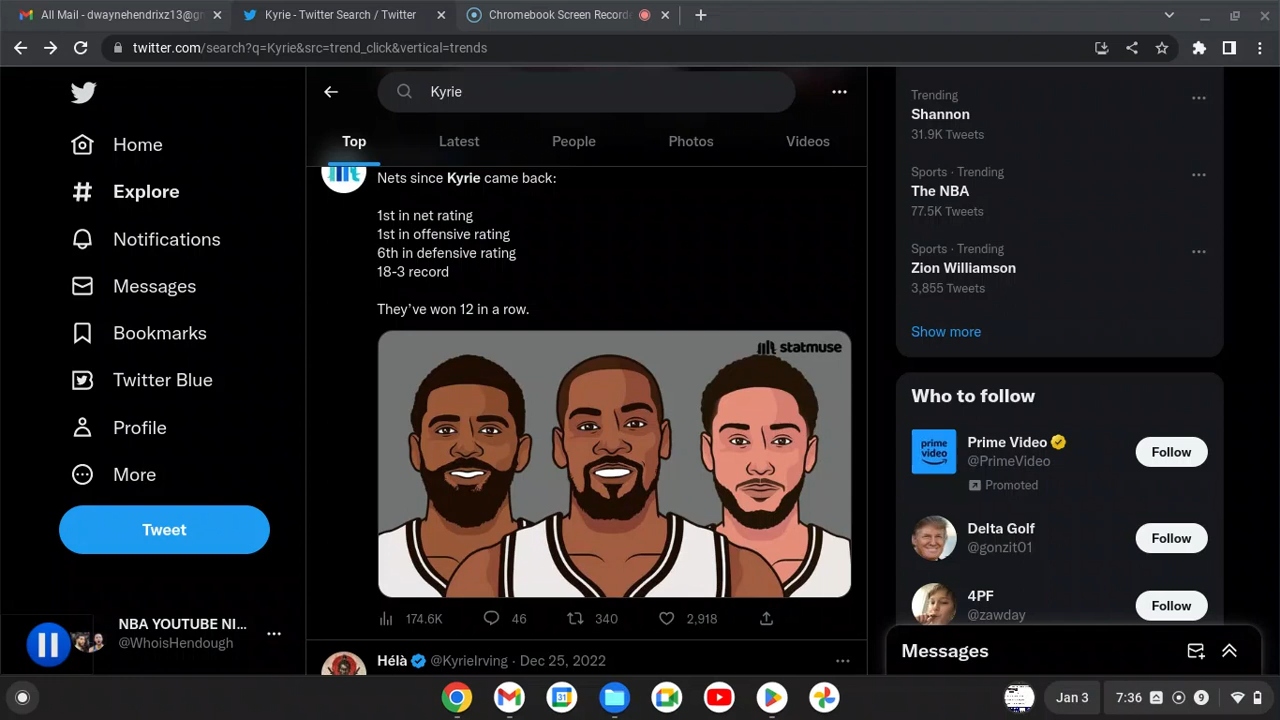 All Mail - dwaynehendrixz13@g
Kyrie - Twitter Search / Twitter
Chromebook Screen Record
twitter.com/search?q=Kyrie&src=trend_click&vertical=trends
Kyrie
Top
Latest
People
Photos
Videos
Home
Explore
Notifications
Messages
Bookmarks
Twitter Blue
Profile
More
Tweet
NBA YOUTUBE NI...
@WhoisHendough
Nets since Kyrie came back:
1st in net rating
1st in offensive rating
6th in defensive rating
18-3 record
They've won 12 in a row.
statmuse
174.6K
46
340
2,918
Hélà @KyrieIrving · Dec 25, 2022
Trending
Shannon
31.9K Tweets
Sports · Trending
The NBA
77.5K Tweets
Sports · Trending
Zion Williamson
3,855 Tweets
Show more
Who to follow
Prime Video
@PrimeVideo
Promoted
Follow
prime video
Delta Golf
@gonzit01
Follow
4PF
@zawday
Follow
Messages
31
Jan 3
7:36
9